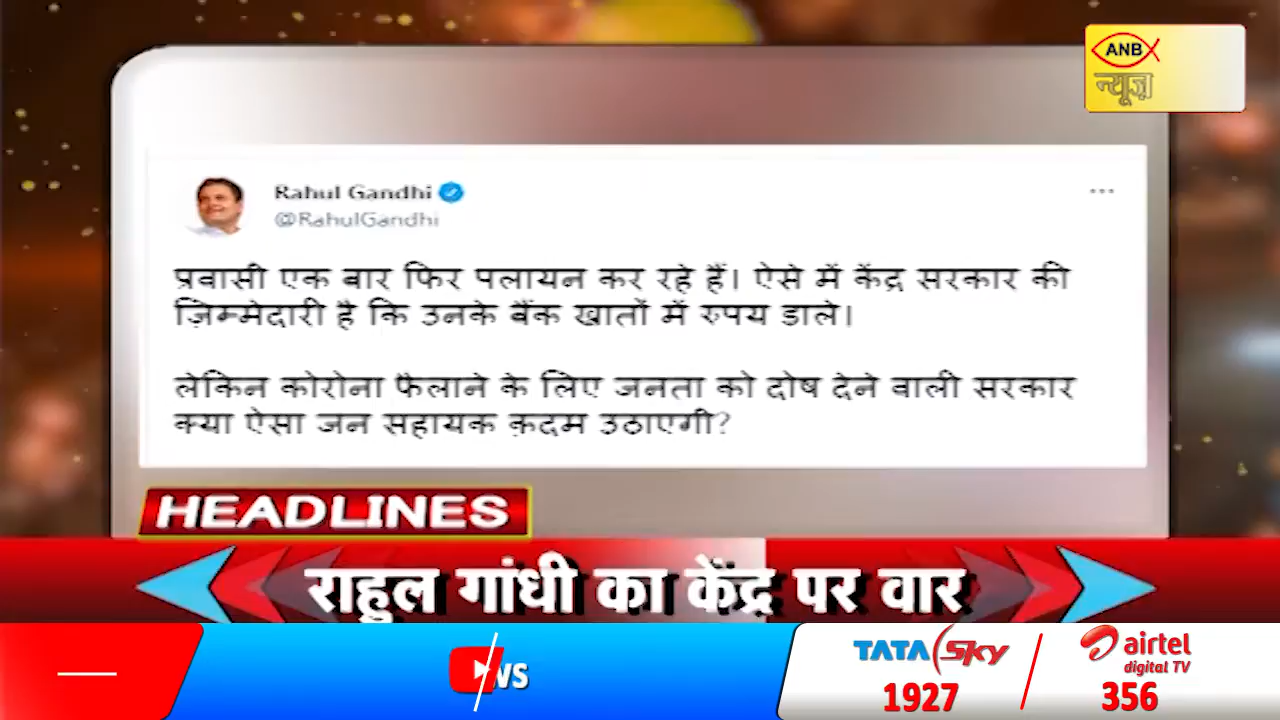 ANB
न्यूज़
Rahul Gandhi
@RahulGandhi
प्रवासी एक बार फिर पलायन कर रहे हैं। ऐसे में केंद्र सरकार की
ज़िम्मेदारी है कि उनके बैंक खातों में रुपय डाले।
लेकिन कोरोना फैलाने के लिए जनता को दोष देने वाली सरकार
क्या ऐसा जन सहायक क़दम उठाएगी?
HEADLINES
राहुल गांधी का केंद्र पर वार
TATA Sky
1927
airtel
digital TV
356